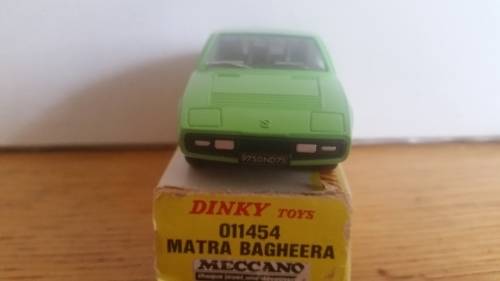 DINKY TOYS
011454
MATRA BAGHEERA
MECCANO